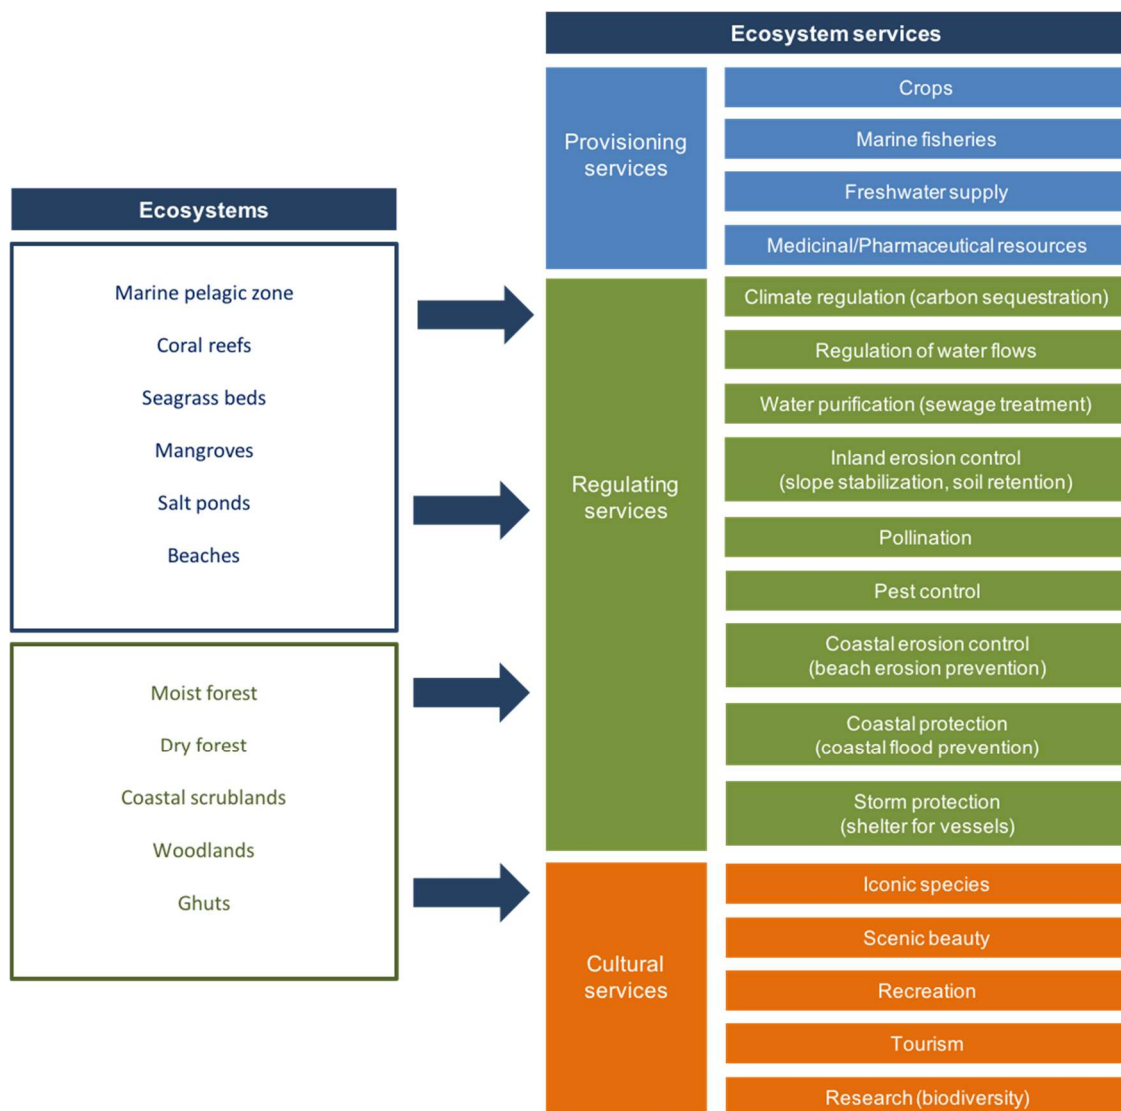 Ecosystems
Marine pelagic zone
Coral reefs
Seagrass beds
Mangroves
Salt ponds
Beaches
Moist forest
Dry forest
Coastal scrublands
Woodlands
Ghuts
Ecosystem services
Provisioning
services
Crops
Marine fisheries
Freshwater supply
Medicinal/Pharmaceutical resources
Regulating
services
Climate regulation (carbon sequestration)
Regulation of water flows
Water purification (sewage treatment)
Inland erosion control
(slope stabilization, soil retention)
Pollination
Pest control
Coastal erosion control
(beach erosion prevention)
Coastal protection
(coastal flood prevention)
Storm protection
(shelter for vessels)
Cultural
services
Iconic species
Scenic beauty
Recreation
Tourism
Research (biodiversity)